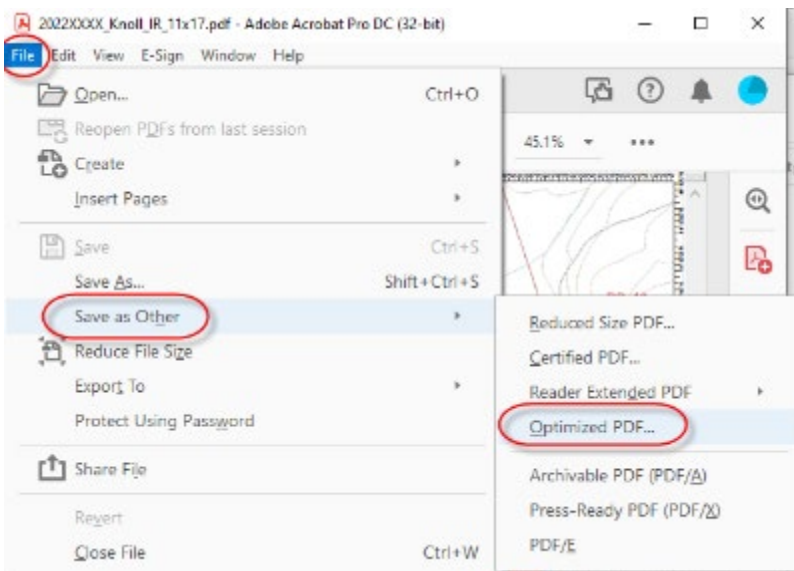 2022XXXX_Knoll_IR_11x17.pdf - Adobe Acrobat Pro DC (32-bit)
File Edit View E-Sign Window Help
Open... Ctrl+O
Reopen PDFs from last session
Create
Insert Pages
Save Ctrl+S
Save As... Shift+Ctrl+S
Save as Other
Reduce File Size
Export To
Protect Using Password
Share File
Revert
Close File Ctrl+W
45.1%
Reduced Size PDF...
Certified PDF...
Reader Extended PDF
Optimized PDF...
Archivable PDF (PDF/A)
Press-Ready PDF (PDF/X)
PDF/E